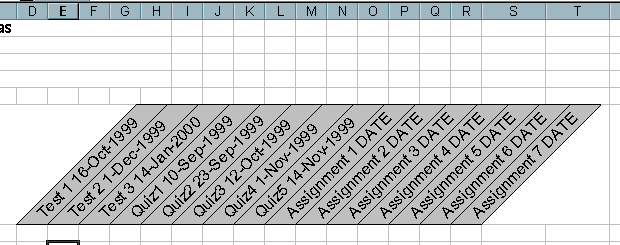 D E F G H I J K L M N O P Q R S T
as
Test 1 16-Oct-1999
Test 2 1-Dec-1999
Test 3 14-Jan-2000
Quiz1 10-Sep-1999
Quiz2 23-Sep-1999
Quiz3 12-Oct-1999
Quiz4 1-Nov-1999
Quiz5 14-Nov-1999
Assignment 1 DATE
Assignment 2 DATE
Assignment 3 DATE
Assignment 4 DATE
Assignment 5 DATE
Assignment 6 DATE
Assignment 7 DATE